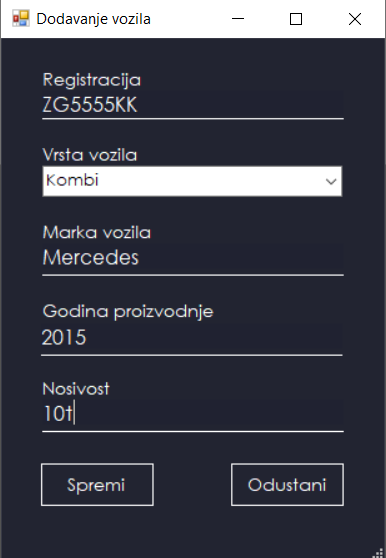 Dodavanje vozila
Registracija
ZG5555KK
Vrsta vozila
Kombi
Marka vozila
Mercedes
Godina proizvodnje
2015
Nosivost
10t
Spremi
Odustani